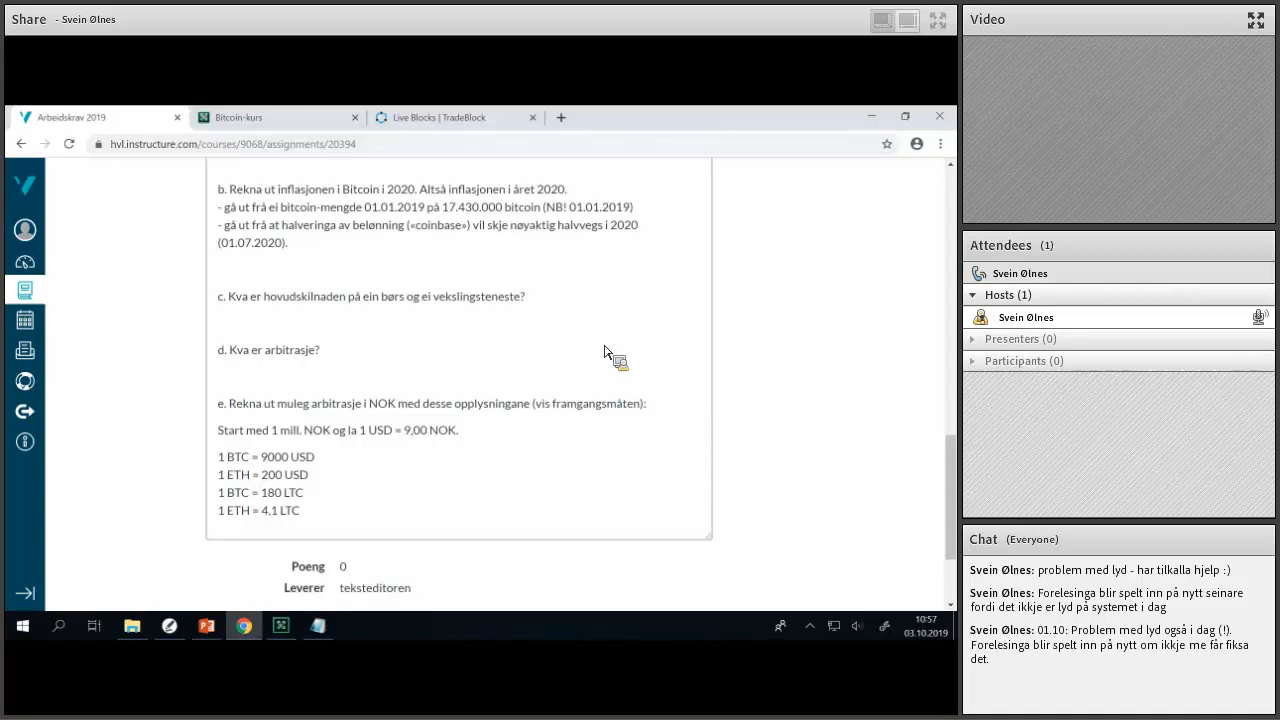 Share - Svein Ølnes
Arbeidskrav 2019
Bitcoin-kurs
Live Blocks | TradeBlock
hvl.instructure.com/courses/9068/assignments/20394
b. Rekna ut inflasjonen i Bitcoin i 2020. Altså inflasjonen i året 2020.
- gå ut frå ei bitcoin-mengde 01.01.2019 på 17.430.000 bitcoin (NB! 01.01.2019)
- gå ut frå at halveringa av belønning («coinbase») vil skje nøyaktig halvvegs i 2020
(01.07.2020).
c. Kva er hovudskilnaden på ein børs og ei vekslingsteneste?
d. Kva er arbitrasje?
e. Rekna ut muleg arbitrasje i NOK med desse opplysningane (vis framgangsmåten):
Start med 1 mill. NOK og la 1 USD = 9,00 NOK.
1 BTC = 9000 USD
1 ETH = 200 USD
1 BTC = 180 LTC
1 ETH = 4,1 LTC
Poeng 0
Leverer teksteditoren
10:57
03.10.2019
Video
Attendees (1)
Svein Ølnes
Hosts (1)
Svein Ølnes
Presenters (0)
Participants (0)
Chat (Everyone)
Svein Ølnes: problem med lyd - har tilkalla hjelp :)
Svein Ølnes: Forelesinga blir spelt inn på nytt seinare
fordi det ikkje er lyd på systemet i dag
Svein Ølnes: 01.10: Problem med lyd også i dag (!).
Forelesinga blir spelt inn på nytt om ikkje me får fiksa
det.